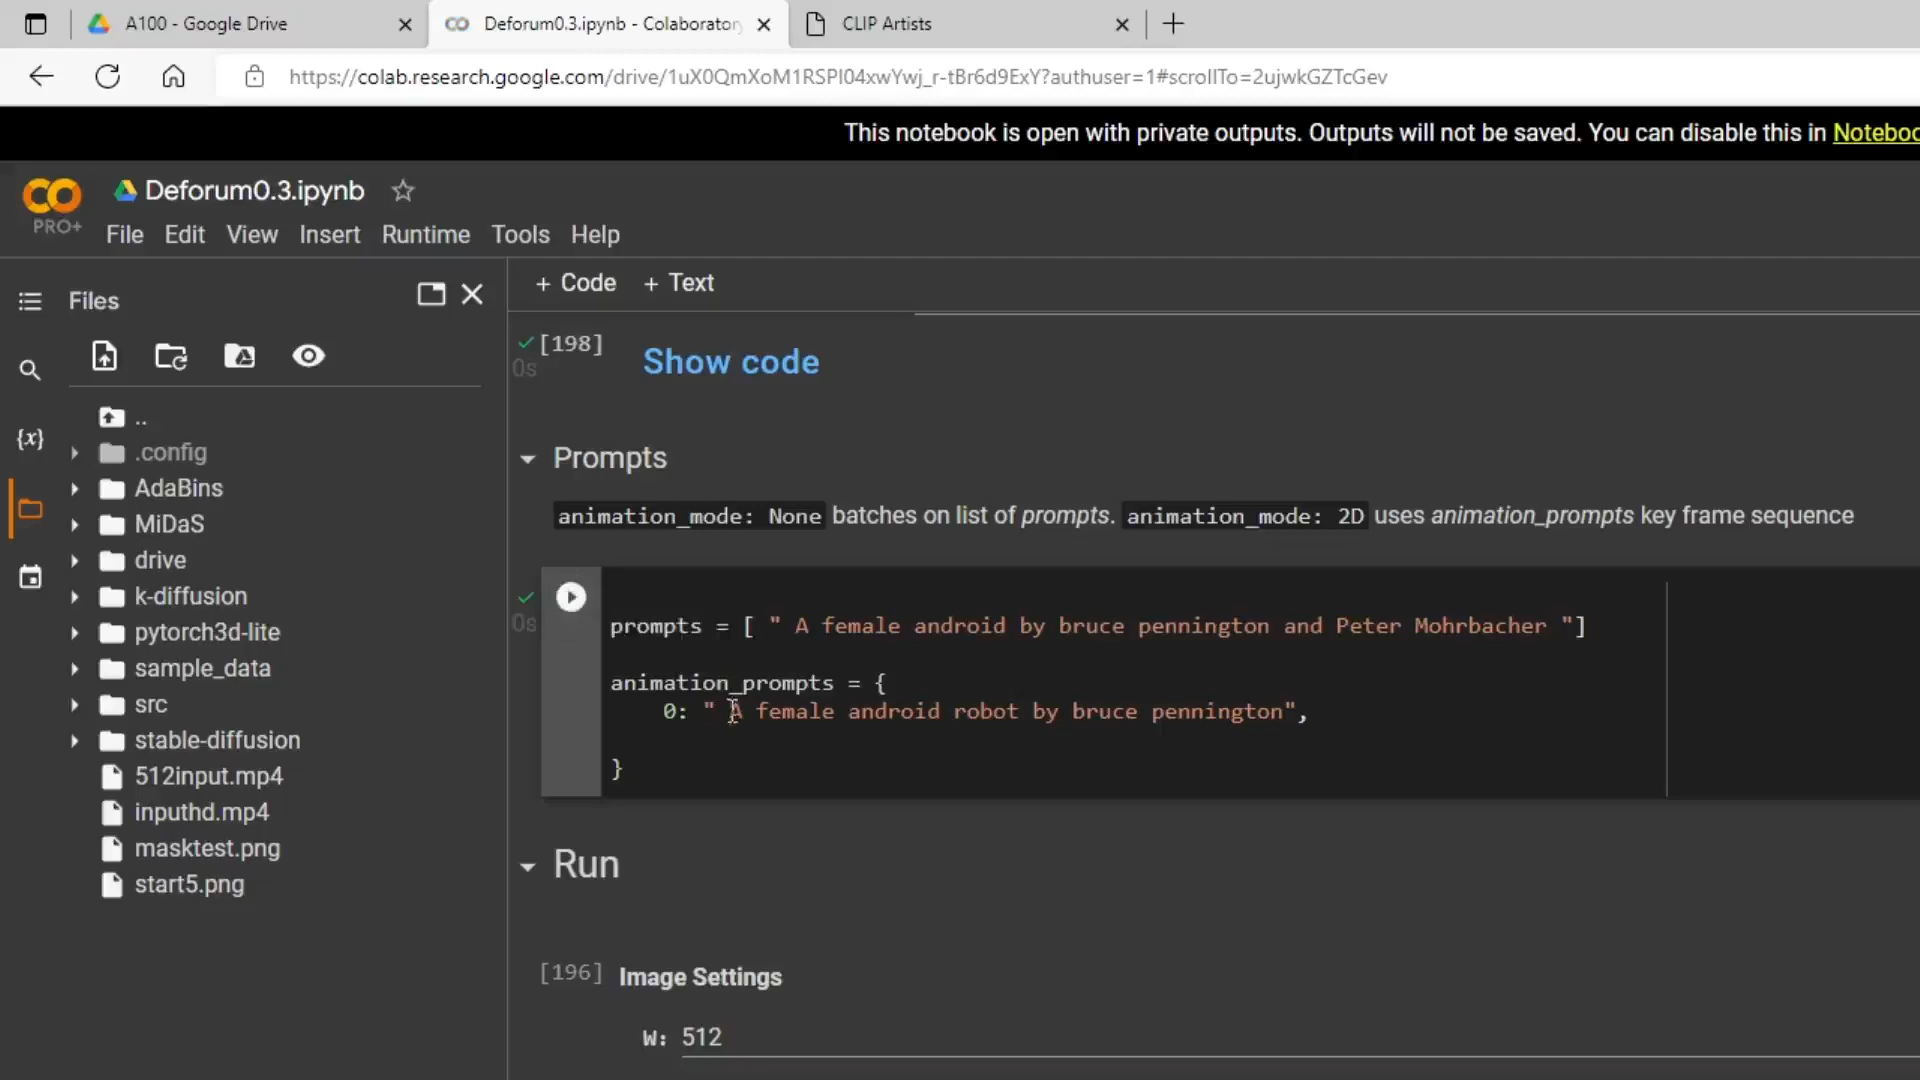 A100 - Google Drive
Deforum0.3.ipynb - Colaboratory
CLIP Artists
https://colab.research.google.com/drive/1uX0QmXoM1RSPI04xwYwj_r-tBr6d9ExY?authuser=1#scrollTo=2ujwkGZTcGev
This notebook is open with private outputs. Outputs will not be saved. You can disable this in Noteboo
Deforum0.3.ipynb
PRO+
File Edit View Insert Runtime Tools Help
Files
+ Code + Text
[198]
0s
Show code
{x}
..
.config
AdaBins
MiDaS
drive
k-diffusion
pytorch3d-lite
sample_data
src
stable-diffusion
512input.mp4
inputhd.mp4
masktest.png
start5.png
Prompts
animation_mode: None batches on list of prompts. animation_mode: 2D uses animation_prompts key frame sequence
0s
prompts = [ " A female android by bruce pennington and Peter Mohrbacher "]
animation_prompts = {
0: " A female android robot by bruce pennington",
}
Run
[196] Image Settings
W: 512